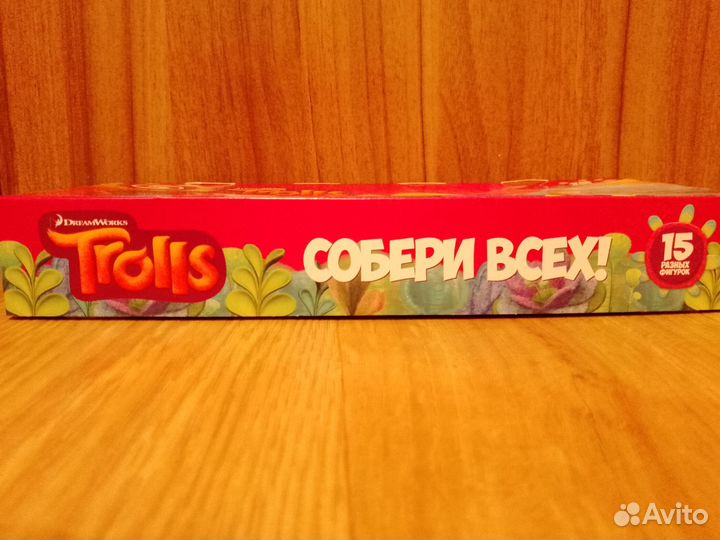 DREAMWORKS
Trolls
СОБЕРИ ВСЕХ!
15
РАЗНЫХ
ФИГУРОК
Avito